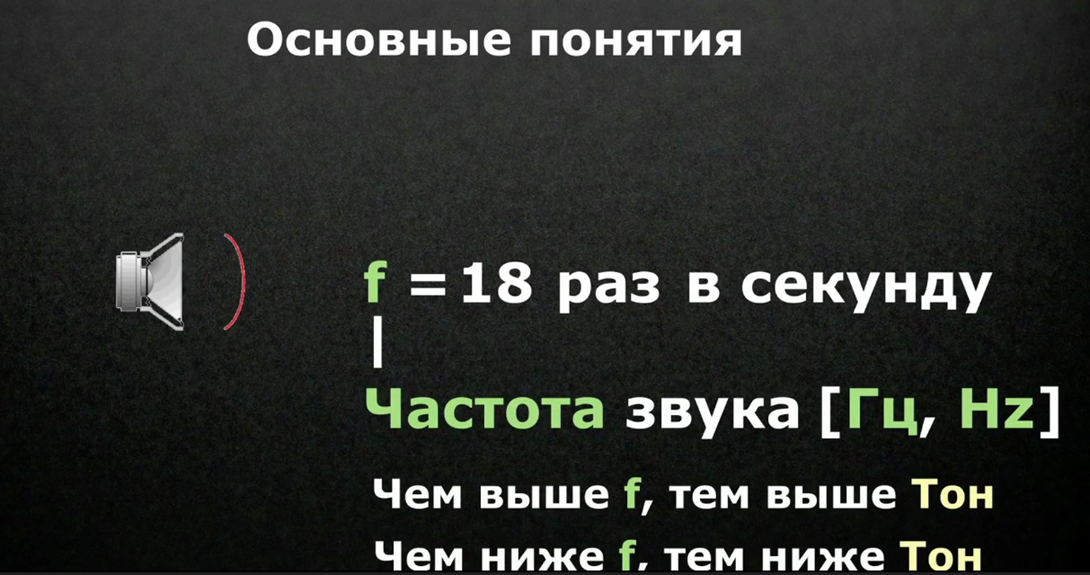 Основные понятия
f = 18 раз в секунду
|
Частота звука [Гц, Hz]
Чем выше f, тем выше Тон
Чем ниже f, тем ниже Тон